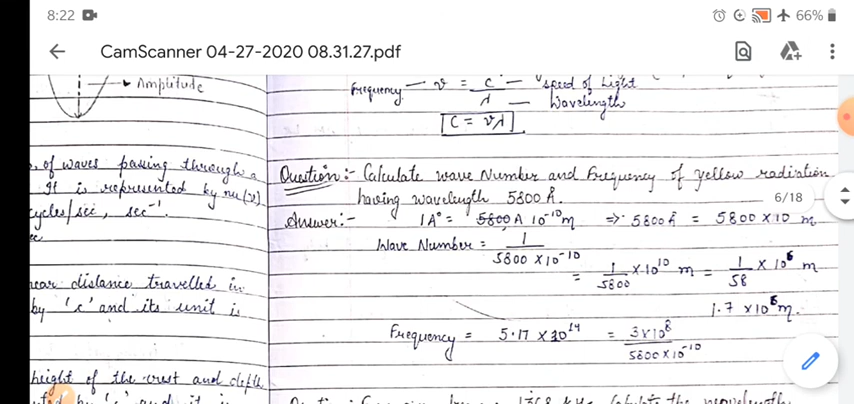 8:22
66%
CamScanner 04-27-2020 08.31.27.pdf
Amplitude
of waves passing through a
It is represented by nu (ν)
cycles/sec, sec⁻¹.
near distance travelled in
by 'c' and its unit is
height of the crest and depth
Frequency — ν = c/λ — speed of Light
Wavelength
C = νλ
Question:- Calculate wave Number and Frequency of yellow radiation
having wavelength 5800 Å.
6/18
Answer:- 1A° = 5800 A 10⁻¹⁰m => 5800Å = 5800 × 10 m
Wave Number = 1/5800 × 10⁻¹⁰
= 1/5800 × 10¹⁰ m = 1/58 × 10⁸ m
1.7 × 10⁶ m.
Frequency = 5.17 × 10¹⁴ = 3×10⁸/5800×10⁻¹⁰